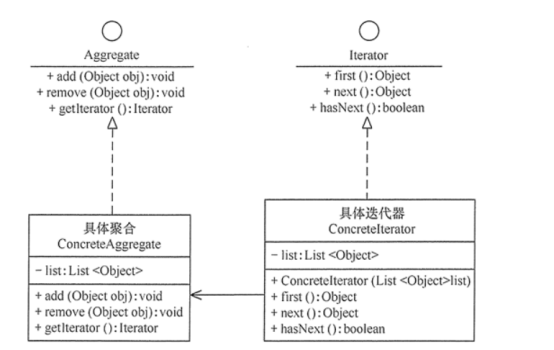 Aggregate
+ add (Object obj) : void
+ remove (Object obj) : void
+ getIterator () : Iterator
Iterator
+ first () : Object
+ next () : Object
+ hasNext () : boolean
具体聚合
ConcreteAggregate
- list : List <Object>
+ add (Object obj) : void
+ remove (Object obj) : void
+ getIterator () : Iterator
具体迭代器
ConcreteIterator
- list : List <Object>
+ ConcreteIterator (List <Object>list)
+ first () : Object
+ next () : Object
+ hasNext () : boolean